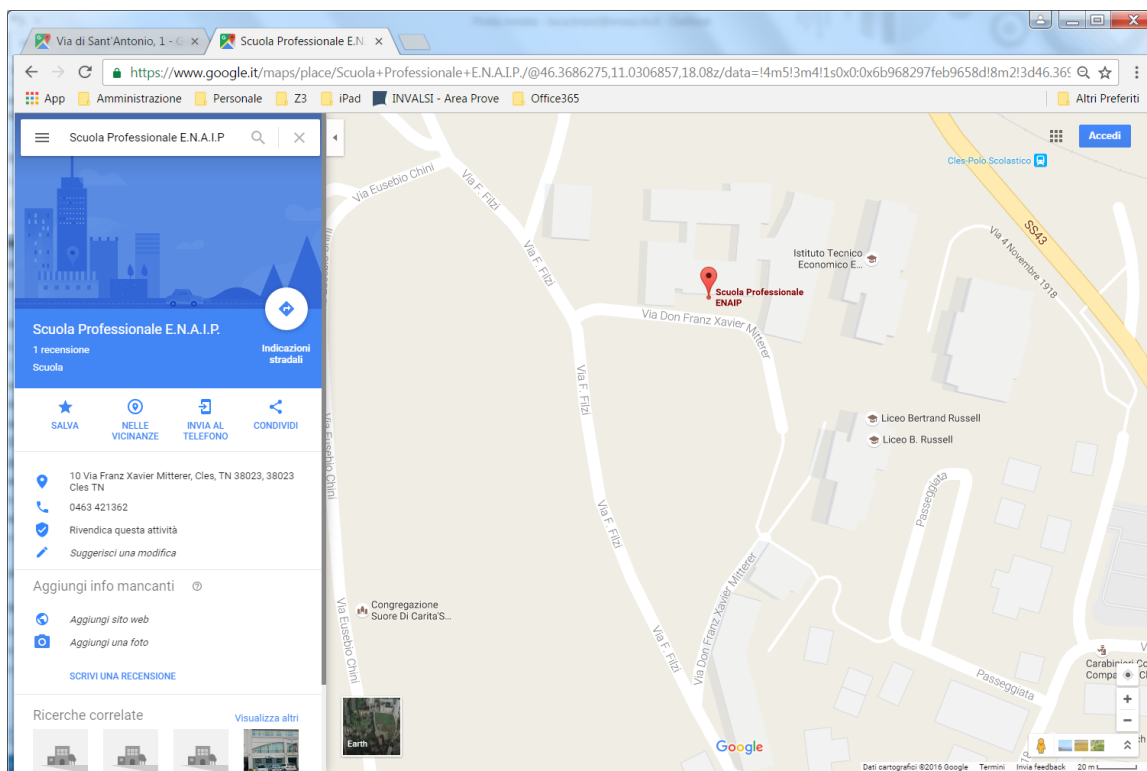 Via di Sant'Antonio, 1 - G
Scuola Professionale E.N.
https://www.google.it/maps/place/Scuola+Professionale+E.N.A.I.P./@46.3686275,11.0306857,18.08z/data=!4m5!3m4!1s0x0:0x6b968297feb9658d!8m2!3d46.369
App Amministrazione Personale Z3 iPad INVALSI - Area Prove Office365 Altri Preferiti
Scuola Professionale E.N.A.I.P
Scuola Professionale E.N.A.I.P.
1 recensione
Scuola
Indicazioni
stradali
SALVA
NELLE
VICINANZE
INVIA AL
TELEFONO
CONDIVIDI
10 Via Franz Xavier Mitterer, Cles, TN 38023, 38023
Cles TN
0463 421362
Rivendica questa attività
Suggerisci una modifica
Aggiungi info mancanti
Aggiungi sito web
Aggiungi una foto
SCRIVI UNA RECENSIONE
Ricerche correlate
Visualizza altri
Accedi
Cles-Polo Scolastico
Via Eusebio Chini
Via F. Filzi
Via F. Filzi
SS43
Via 4 Novembre 1918
Istituto Tecnico
Economico E...
Scuola Professionale
ENAIP
Via Don Franz Xavier Mitterer
Via F. Filzi
Liceo Bertrand Russell
Liceo B. Russell
Via Eusebio Chini
Passeggiata
Via F. Filzi
Via Don Franz Xavier Mitterer
Congregazione
Suore Di Carita'S...
Via Eusebio Chini
Via F. Filzi
Passeggiata
Carabinieri Co
Compa
Earth
Google
Dati cartografici ©2016 Google Termini Invia feedback 20 m